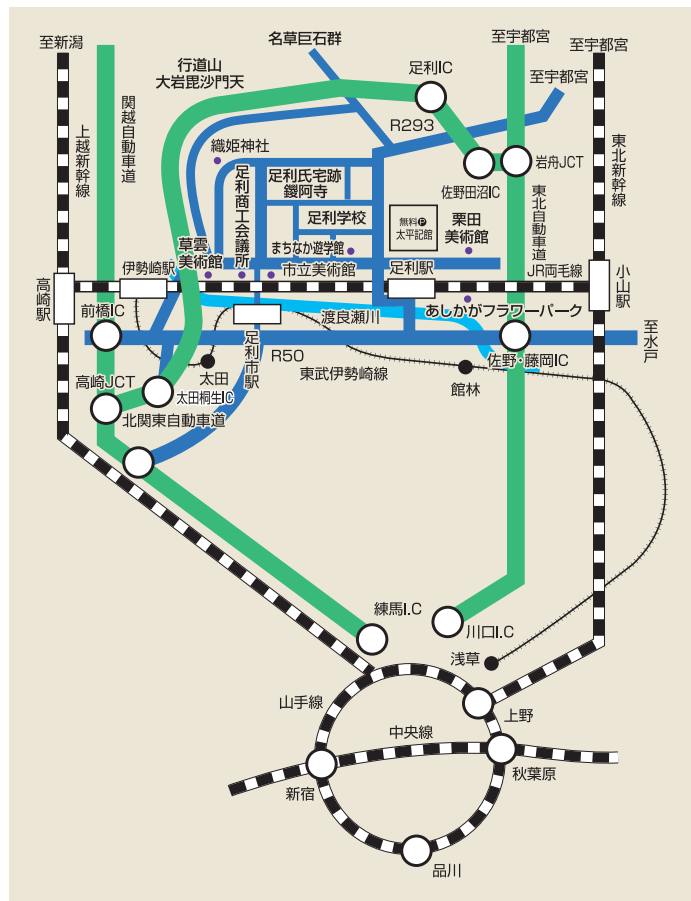 至新潟
名草巨石群
至宇都宮
至宇都宮
行道山
大岩毘沙門天
足利IC
至宇都宮
関越自動車道
上越新幹線
R293
織姫神社
岩舟JCT
東北新幹線
足利氏宅跡
鑁阿寺
佐野田沼IC
足利商工会議所
足利学校
無料P
太平記館
栗田
美術館
東北自動車道
草雲
美術館
まちなか遊学館
伊勢崎駅
市立美術館
足利駅
JR両毛線
高崎駅
小山駅
前橋IC
渡良瀬川
あしかがフラワーパーク
至水戸
足利市駅
R50
佐野・藤岡IC
高崎JCT
太田
東武伊勢崎線
館林
太田桐生IC
北関東自動車道
練馬I.C
川口I.C
浅草
山手線
上野
中央線
新宿
秋葉原
品川